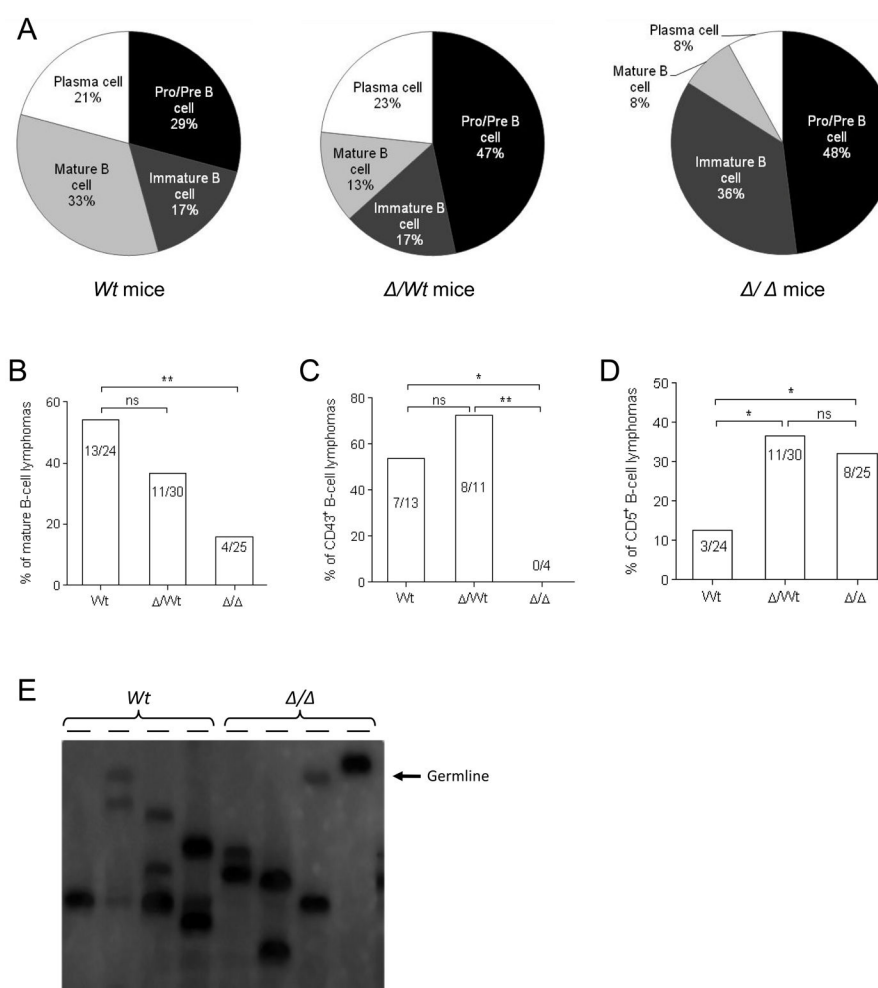 A
Plasma cell
21%
Pro/Pre B
cell
29%
Mature B
cell
33%
Immature B
cell
17%
Wt mice
Plasma cell
23%
Pro/Pre B
cell
47%
Mature B
cell
13%
Immature B
cell
17%
Δ/Wt mice
Plasma cell
8%
Mature B
cell
8%
Pro/Pre B
cell
48%
Immature B
cell
36%
Δ/ Δ mice
B
% of mature B-cell lymphomas
60
40
20
0
**
ns
13/24
11/30
4/25
Wt
Δ/Wt
Δ/Δ
C
% of CD43⁺ B-cell lymphomas
80
60
40
20
0
*
ns
**
7/13
8/11
0/4
Wt
Δ/Wt
Δ/Δ
D
% of CD5⁺ B-cell lymphomas
50
40
30
20
10
0
*
*
ns
3/24
11/30
8/25
Wt
Δ/Wt
Δ/Δ
E
Wt
Δ/Δ
Germline